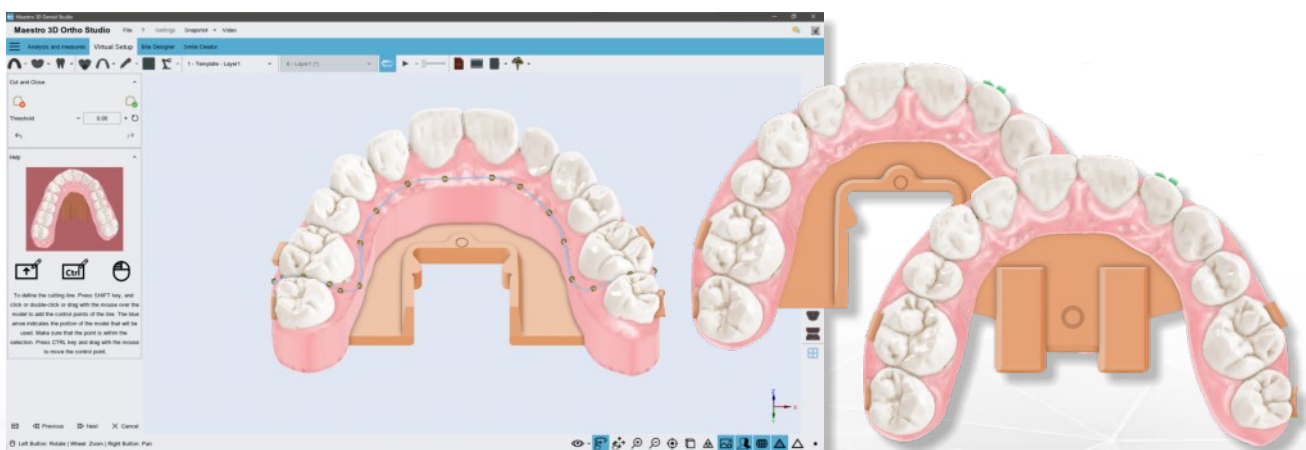 Maestro 3D Dental Studio
Maestro 3D Ortho Studio File Settings Snapshot Video
Analysis and measures Virtual Setup Bite Designer Smile Creator
1 - Template - Layer1
6 - Layer1 (*)
Cut and Close
Threshold - 0.00 +
Help
Ctrl
To define the cutting line. Press SHIFT key, and
click or double-click or drag with the mouse over the
model to add the control points of the line. The blue
arrow indicates the portion of the model that will be
used. Make sure that the point is within the
selection. Press CTRL key and drag with the mouse
to move the control point.
Previous Next Cancel
Left Button: Rotate | Wheel: Zoom | Right Button: Pan
Z
X